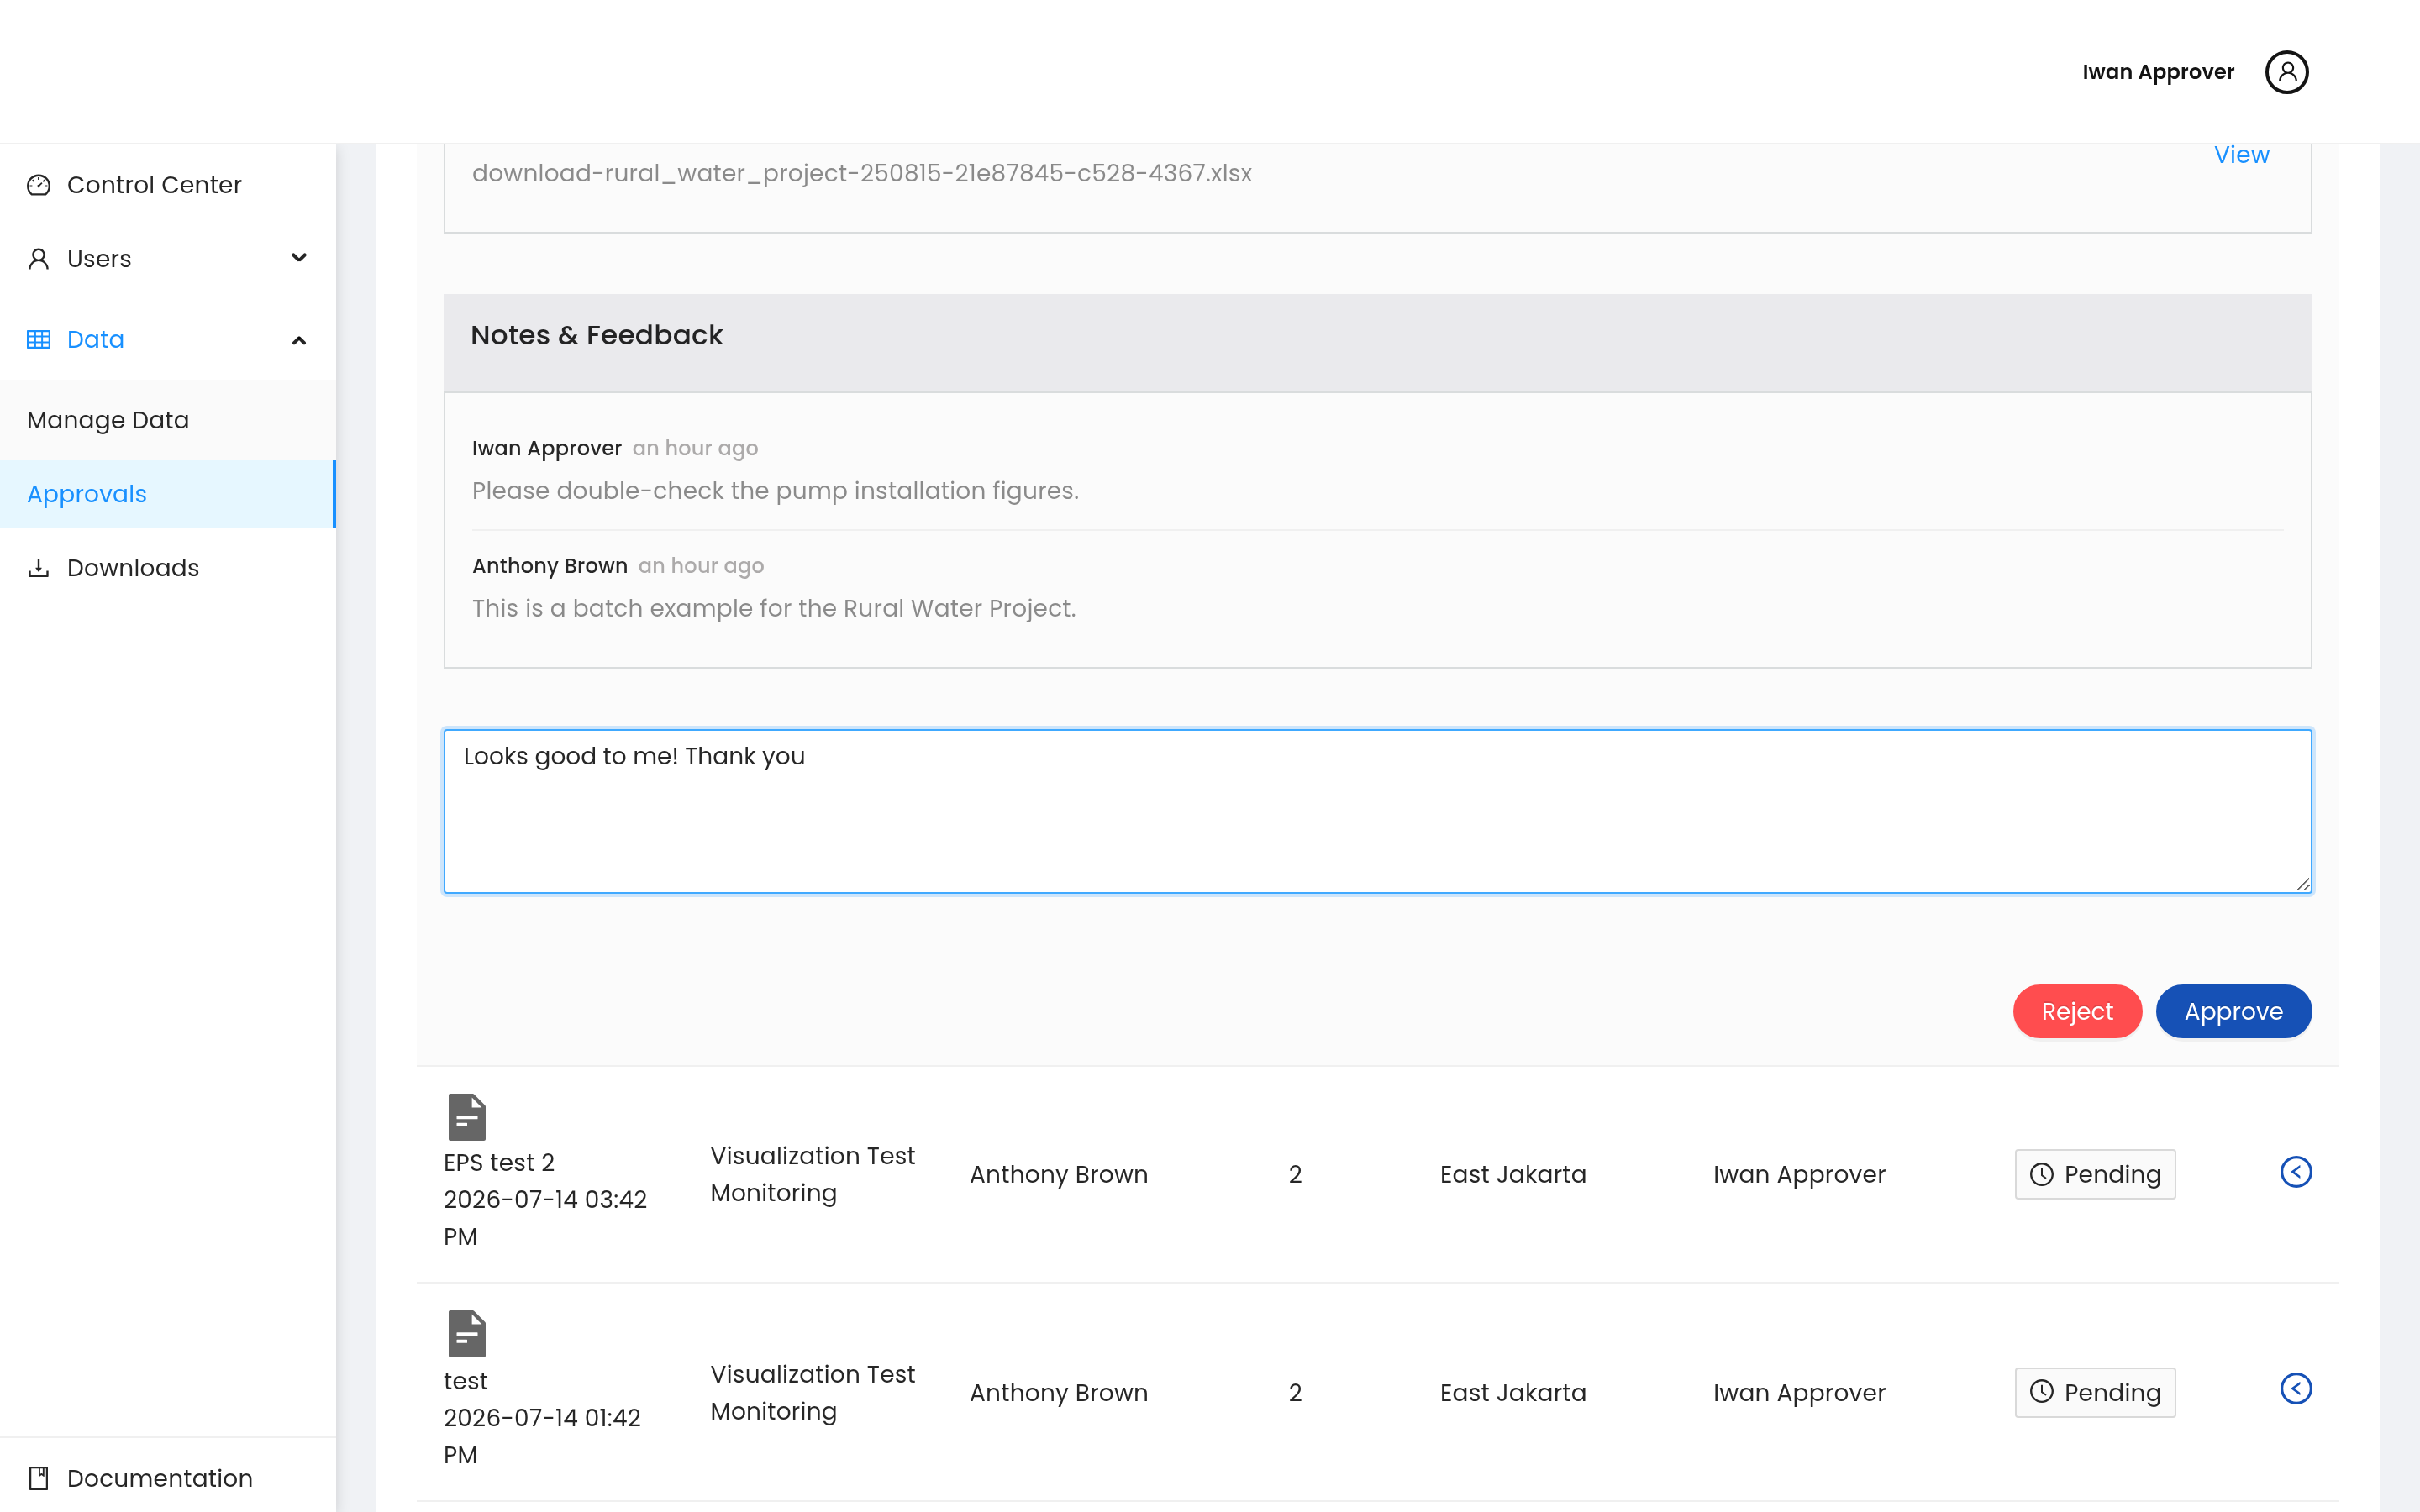 Iwan Approver
Control Center
Users
Data
Manage Data
Approvals
Downloads
Documentation
View
download-rural_water_project-250815-21e87845-c528-4367.xlsx
Notes & Feedback
Iwan Approver an hour ago
Please double-check the pump installation figures.
Anthony Brown an hour ago
This is a batch example for the Rural Water Project.
Looks good to me! Thank you
Reject Approve
EPS test 2
2026-07-14 03:42
PM
Visualization Test
Monitoring
Anthony Brown
2
East Jakarta
Iwan Approver
Pending
test
2026-07-14 01:42
PM
Visualization Test
Monitoring
Anthony Brown
2
East Jakarta
Iwan Approver
Pending